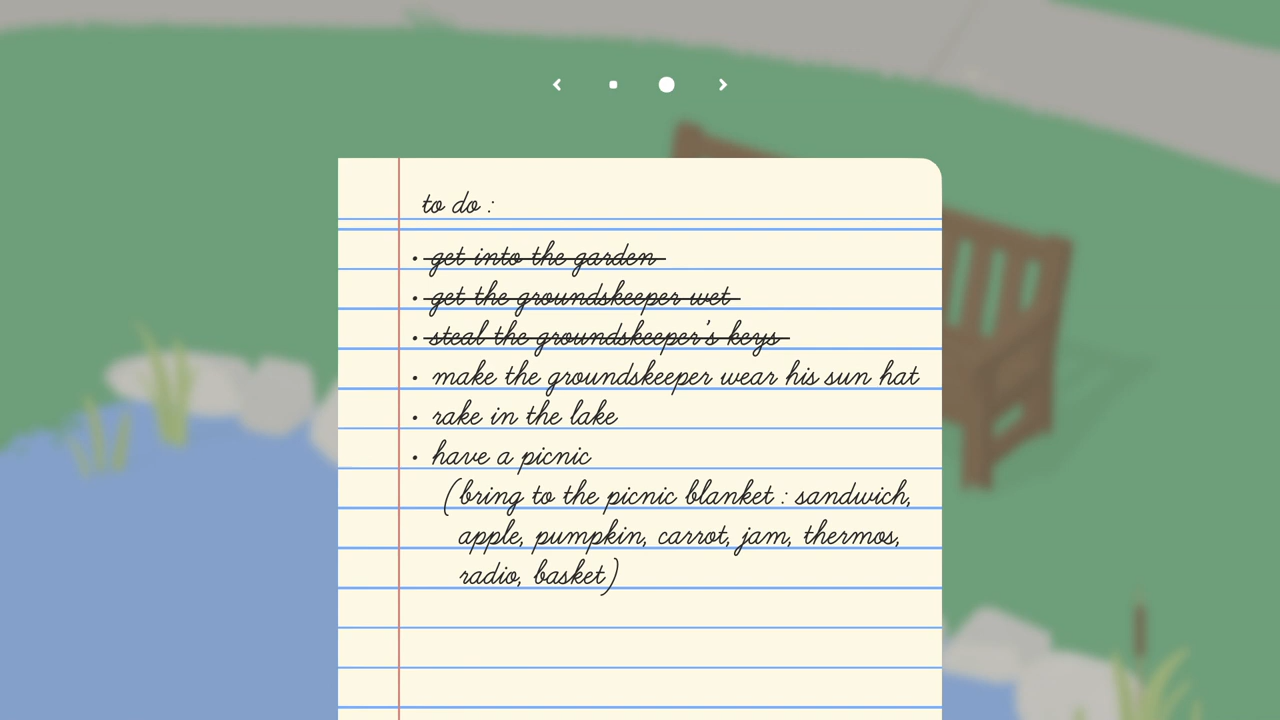 to do :
• get into the garden
• get the groundskeeper wet
• steal the groundskeeper's keys
• make the groundskeeper wear his sun hat
• rake in the lake
• have a picnic
(bring to the picnic blanket : sandwich,
apple, pumpkin, carrot, jam, thermos,
radio, basket)